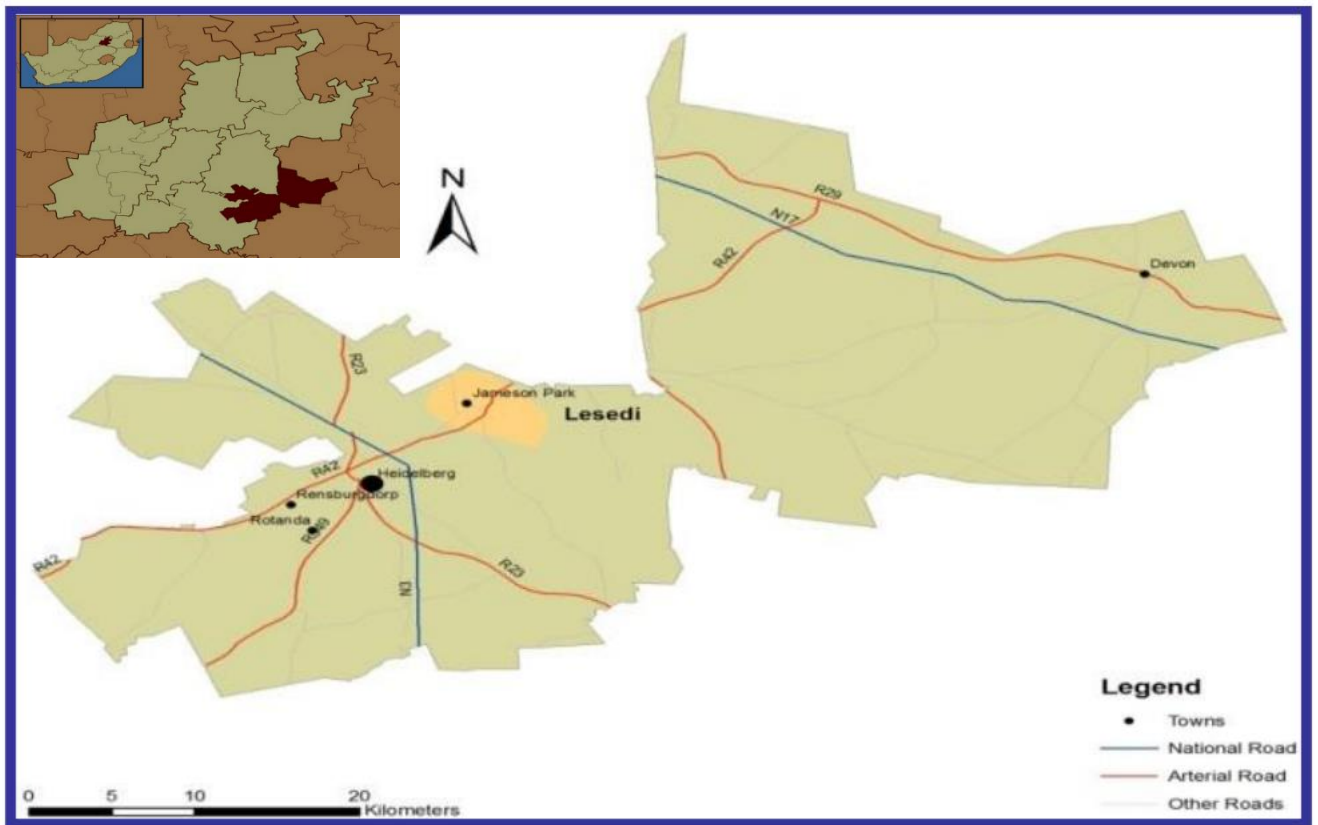 N
R29
N17
R42
Devon
R23
Jameson Park
Lesedi
R42
Heidelberg
Rensburgdorp
Rotanda
R549
R42
R23
N3
Legend
Towns
National Road
Arterial Road
Other Roads
0 5 10 20
Kilometers